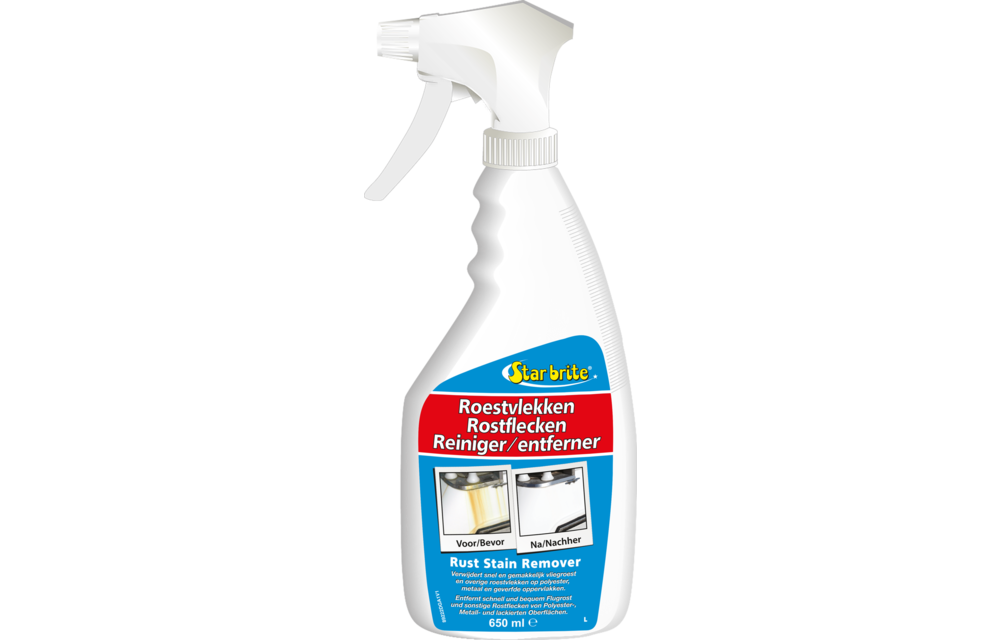 Star brite®
Roestvlekken
Rostflecken
Reiniger/entferner
Voor/Bevor
Na/Nachher
Rust Stain Remover
Verwijdert snel en gemakkelijk vliegroest
en overige roestvlekken op polyester,
metaal en geverfde oppervlakken.
Entfernt schnell und bequem Flugrost
und sonstige Rostflecken von Polyester-,
Metall- und lackierten Oberflächen.
650 ml ℮